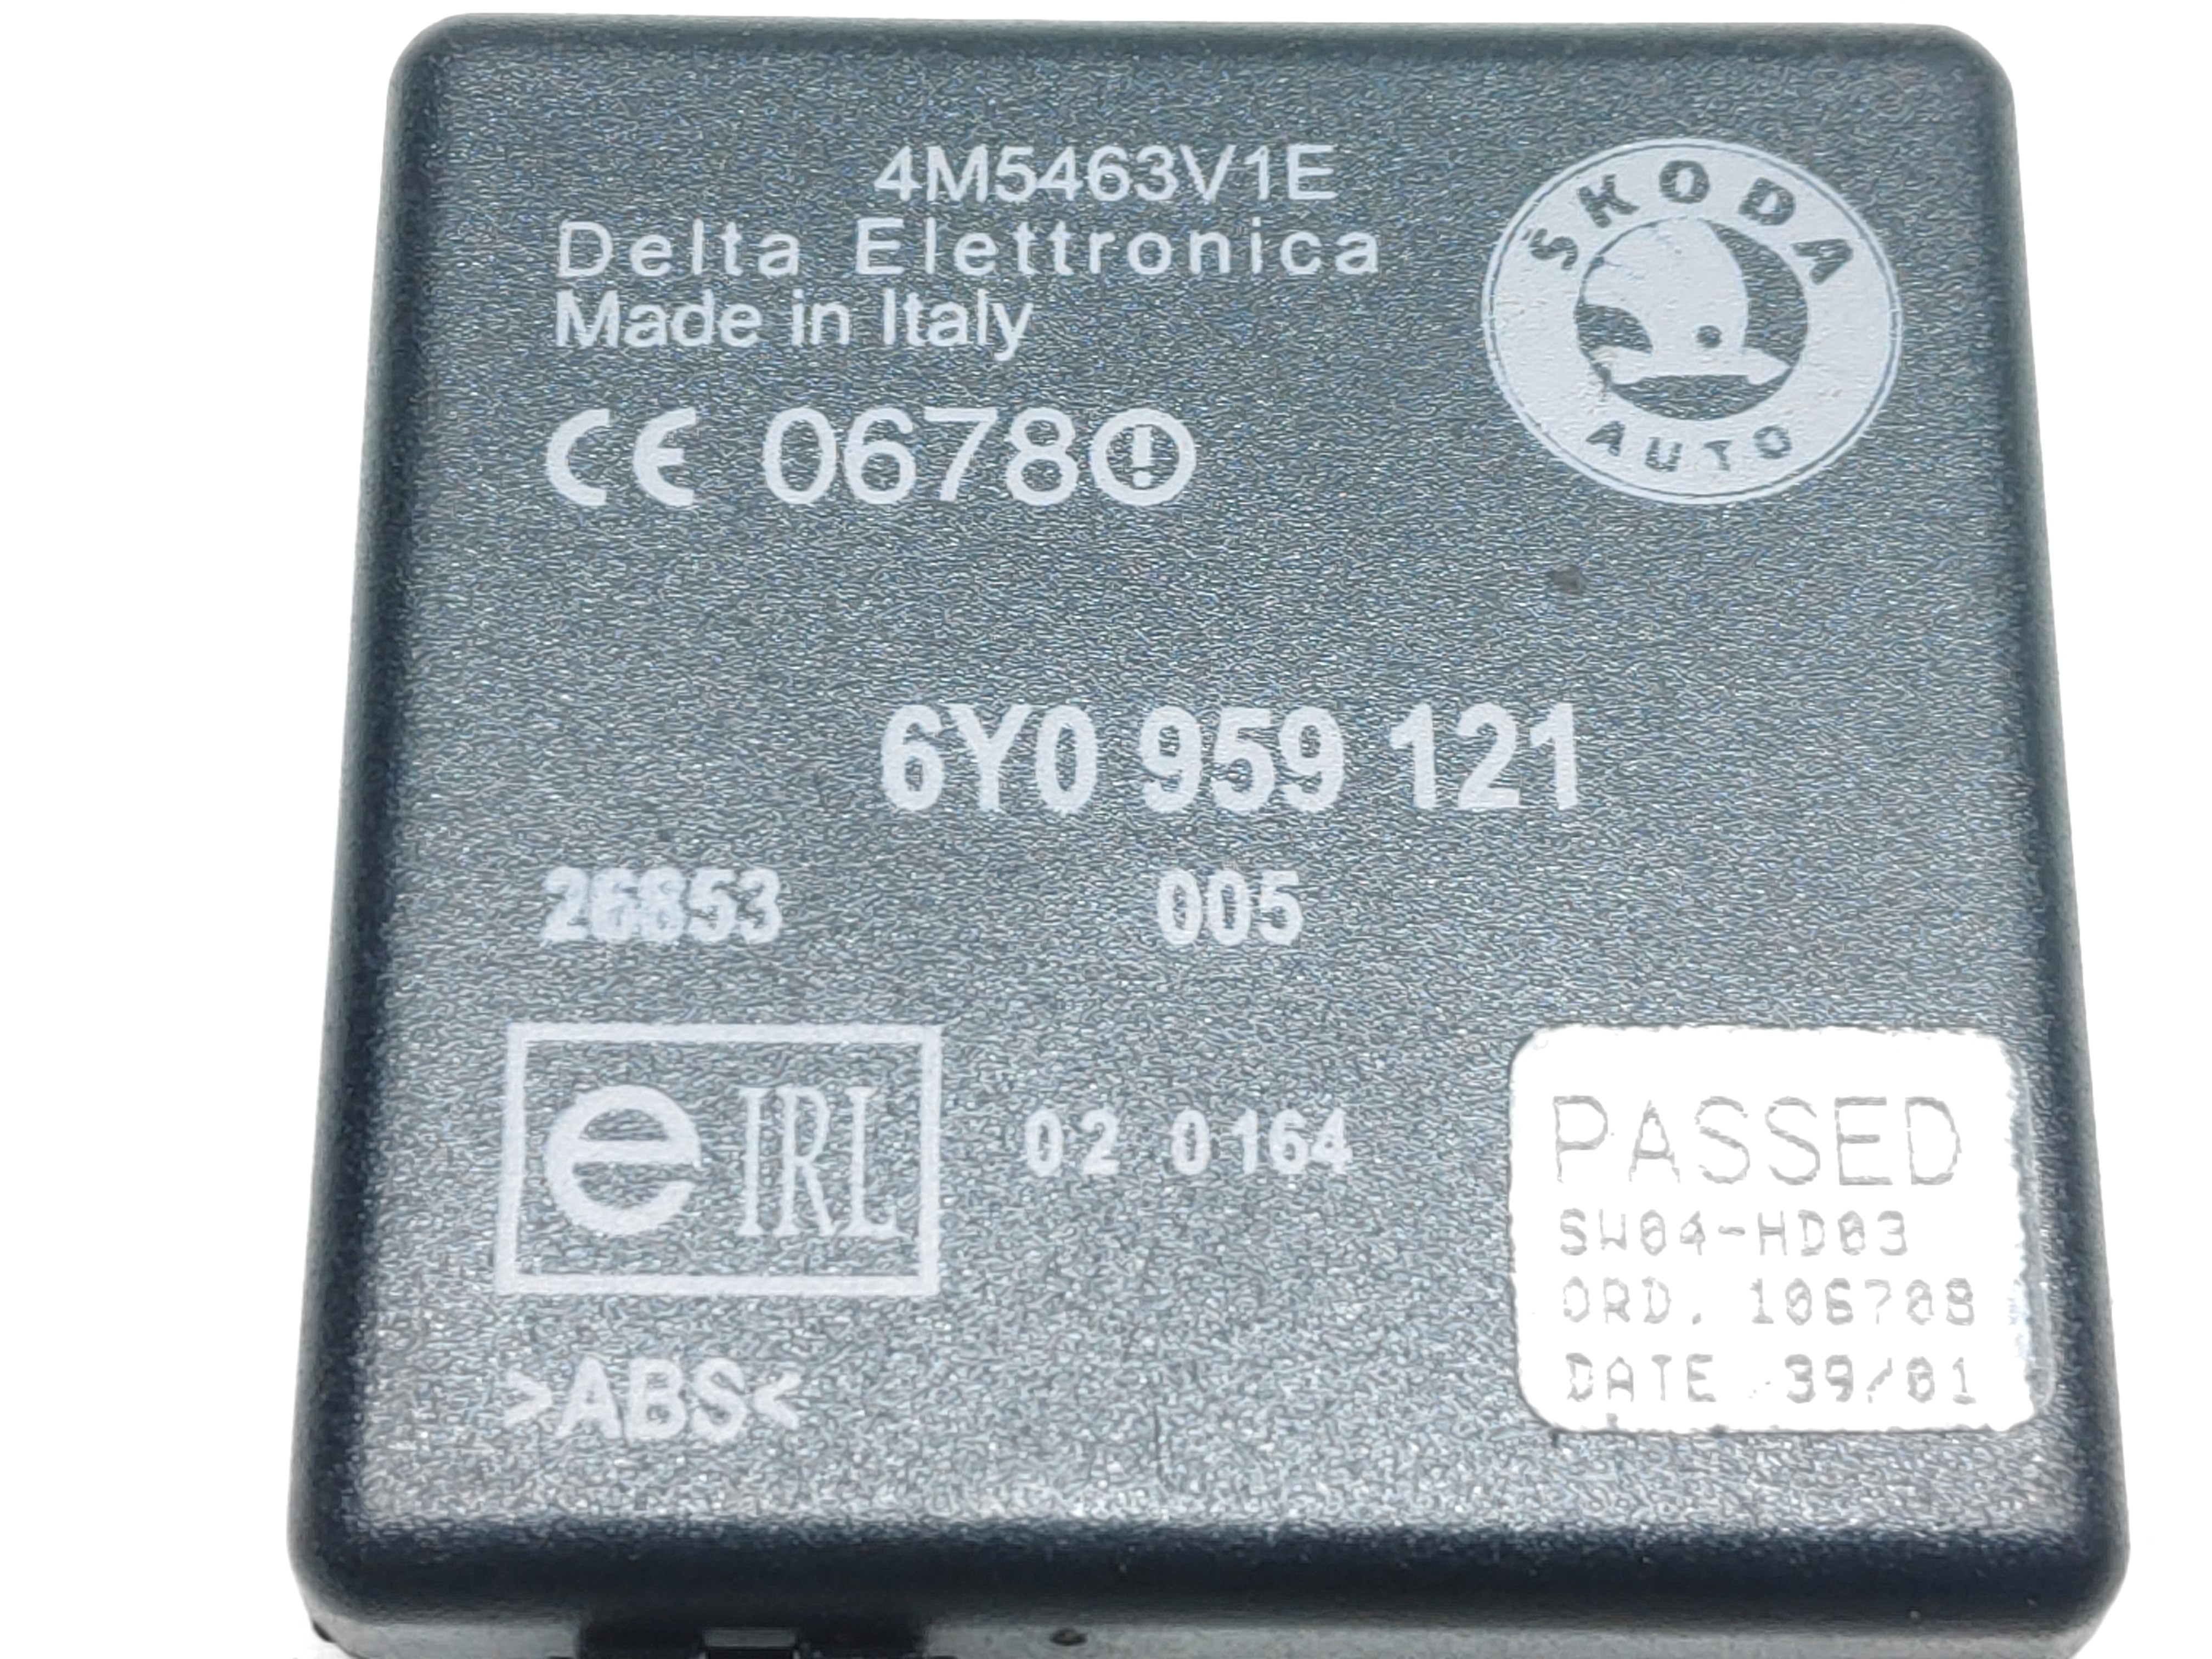 4M5463V1E
Delta Elettronica
Made in Italy
ŠKODA
AUTO
CE 0678
6Y0 959 121
26853 005
e IRL 02 0164
>ABS<
PASSED
SW04-HD03
ORD. 106708
DATE 39/01